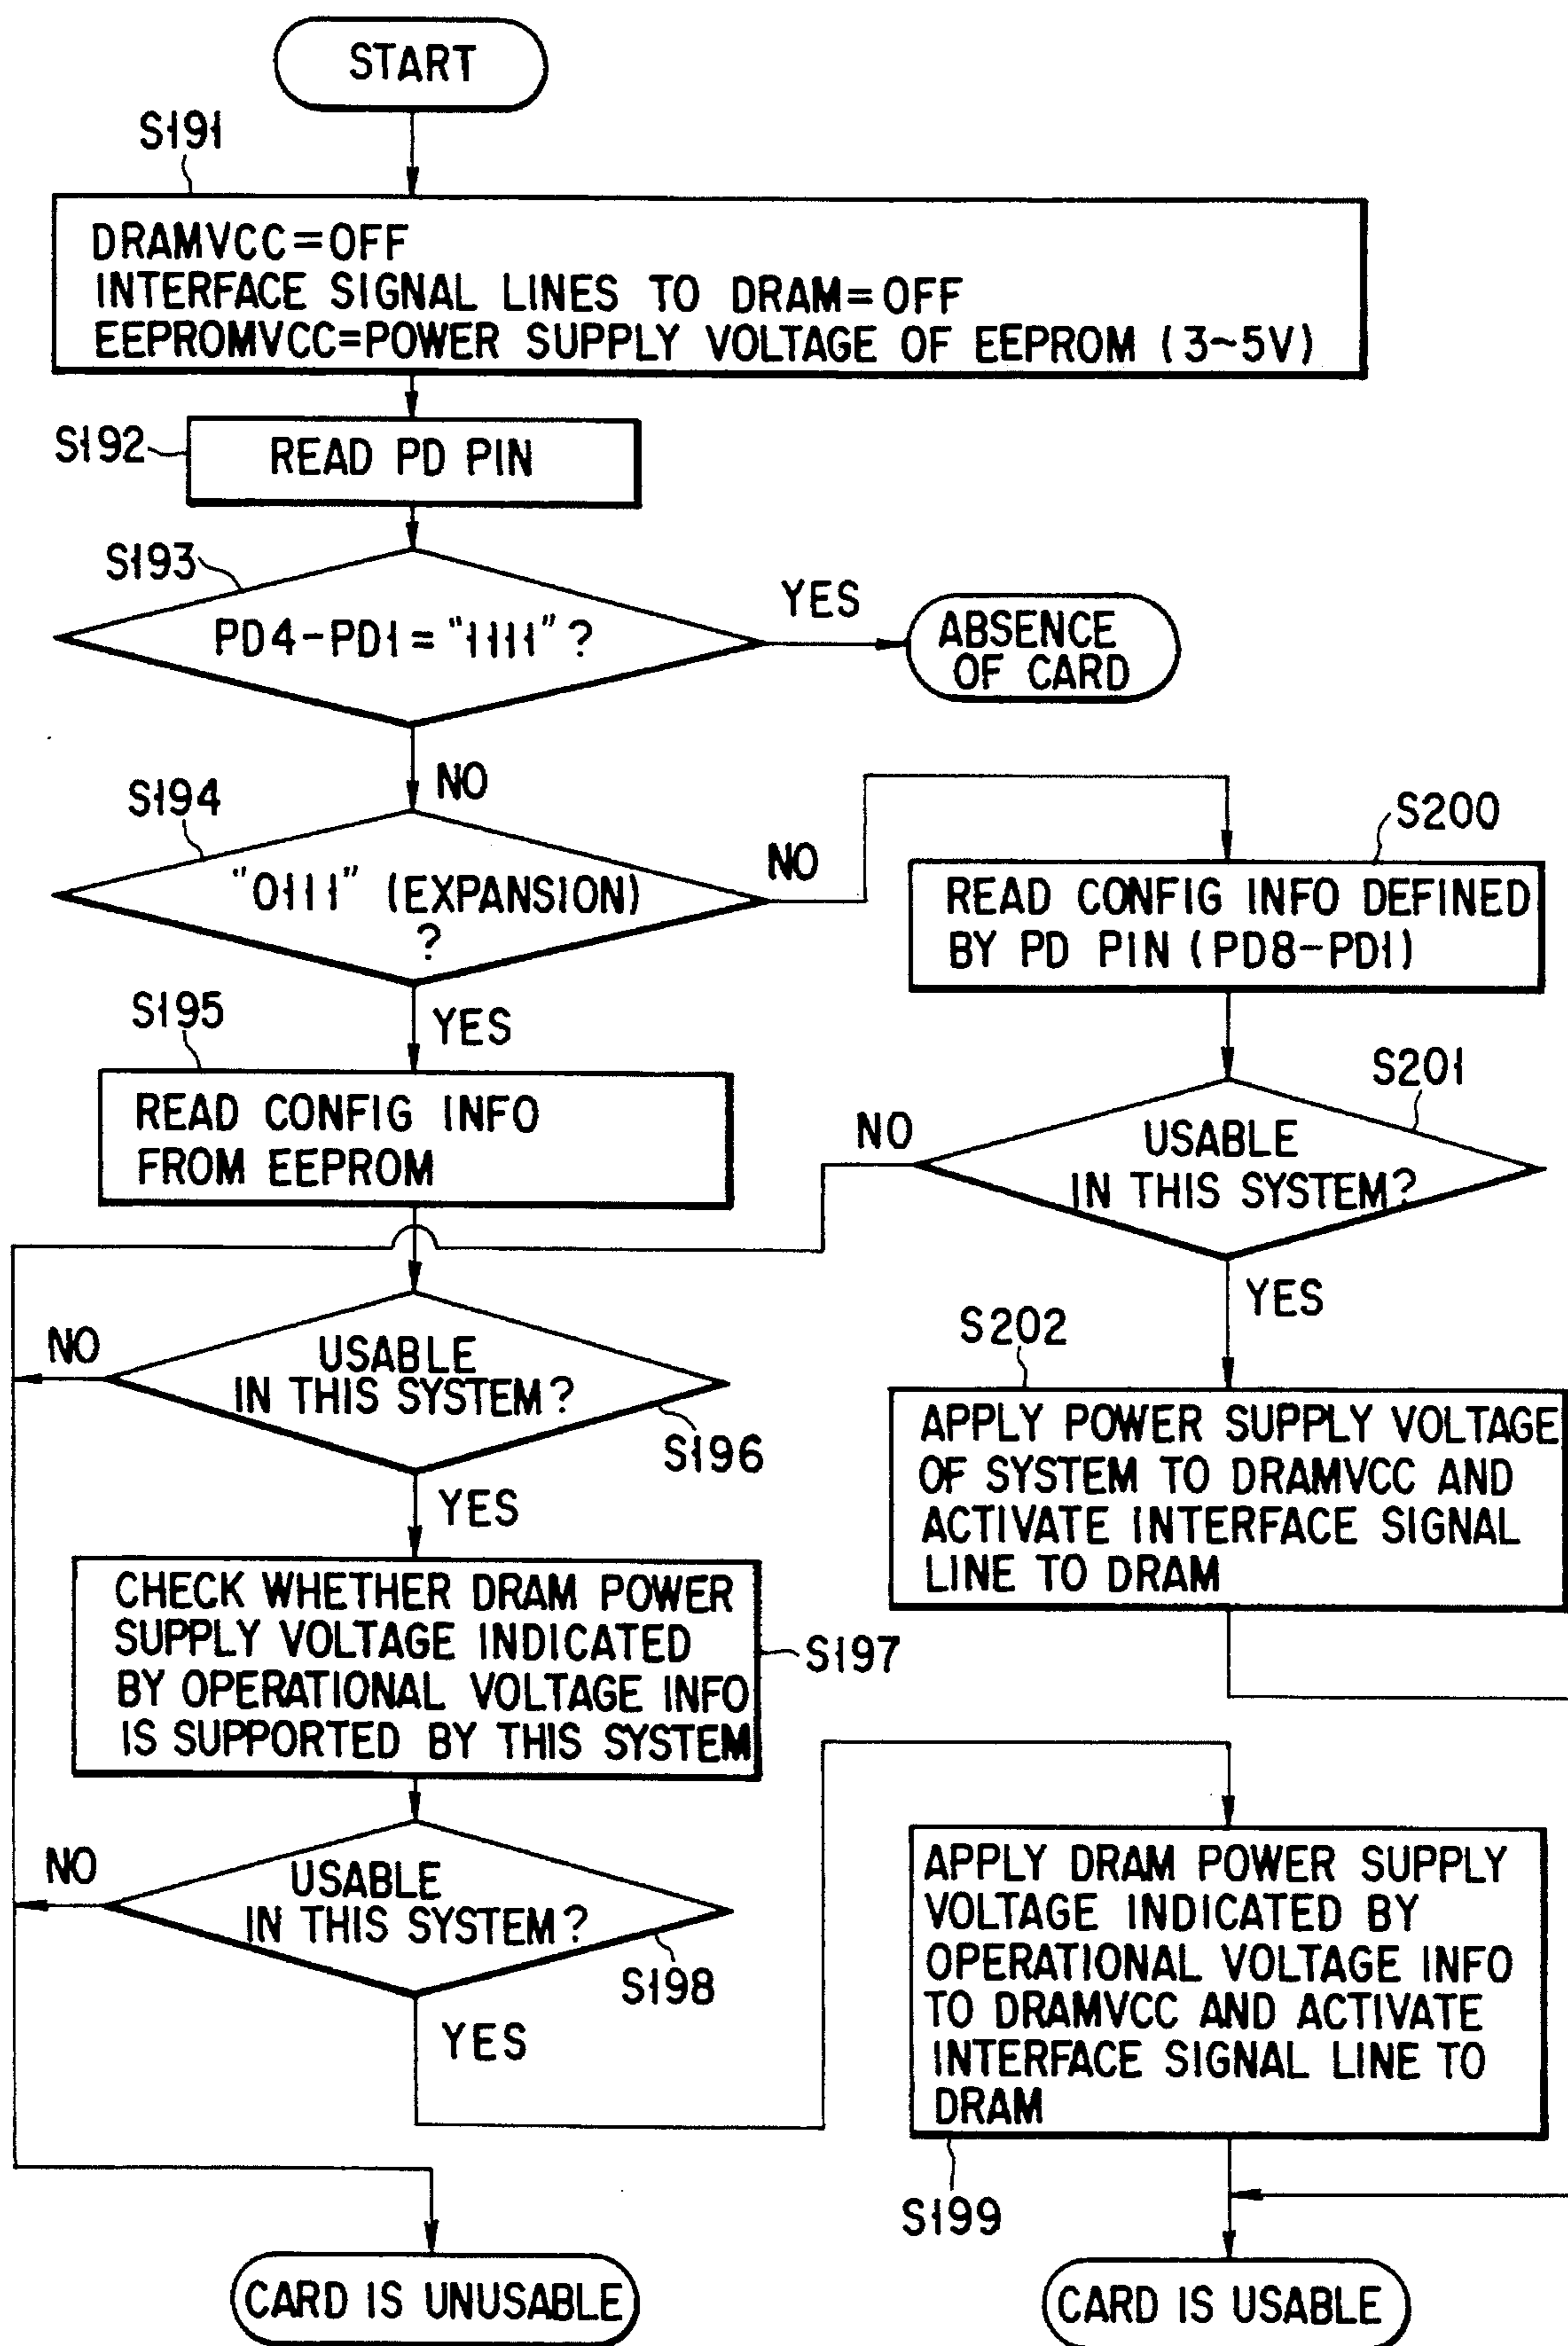 START
S191
DRAMVCC=OFF
INTERFACE SIGNAL LINES TO DRAM=OFF
EEPROMVCC=POWER SUPPLY VOLTAGE OF EEPROM (3~5V)
S192
READ PD PIN
S193
PD4-PD1="1111"?
YES
ABSENCE
OF CARD
NO
S194
"0111" (EXPANSION)
?
NO
S200
READ CONFIG INFO DEFINED
BY PD PIN (PD8-PD1)
YES
S195
READ CONFIG INFO
FROM EEPROM
S201
USABLE
IN THIS SYSTEM?
NO
YES
USABLE
IN THIS SYSTEM?
NO
S196
YES
S202
APPLY POWER SUPPLY VOLTAGE
OF SYSTEM TO DRAMVCC AND
ACTIVATE INTERFACE SIGNAL
LINE TO DRAM
CHECK WHETHER DRAM POWER
SUPPLY VOLTAGE INDICATED
BY OPERATIONAL VOLTAGE INFO
IS SUPPORTED BY THIS SYSTEM
S197
USABLE
IN THIS SYSTEM?
NO
S198
YES
APPLY DRAM POWER SUPPLY
VOLTAGE INDICATED BY
OPERATIONAL VOLTAGE INFO
TO DRAMVCC AND ACTIVATE
INTERFACE SIGNAL LINE TO
DRAM
S199
CARD IS UNUSABLE
CARD IS USABLE